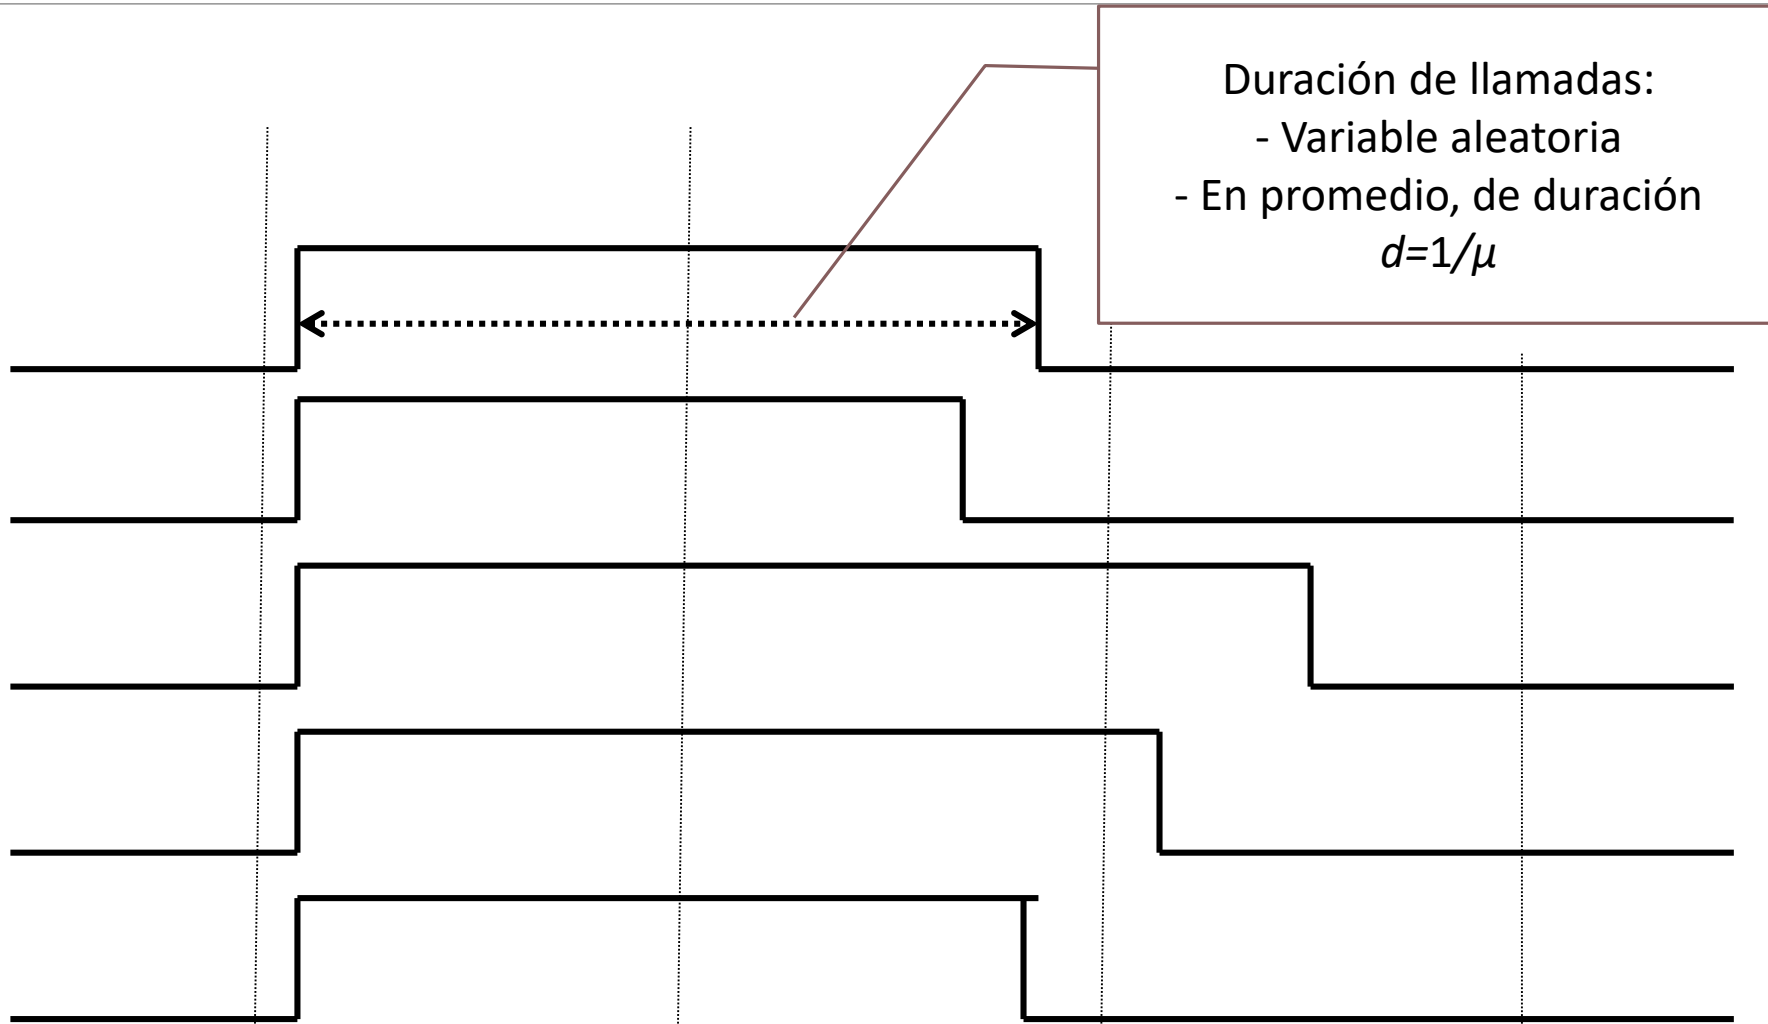 Duración de llamadas:
- Variable aleatoria
- En promedio, de duración
d=1/μ